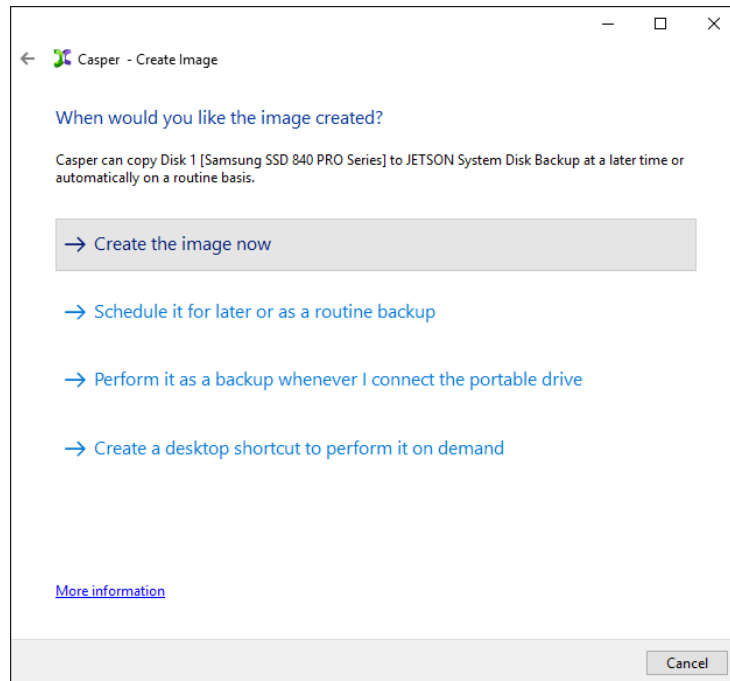 Casper - Create Image
When would you like the image created?
Casper can copy Disk 1 [Samsung SSD 840 PRO Series] to JETSON System Disk Backup at a later time or
automatically on a routine basis.
Create the image now
Schedule it for later or as a routine backup
Perform it as a backup whenever I connect the portable drive
Create a desktop shortcut to perform it on demand
More information
Cancel